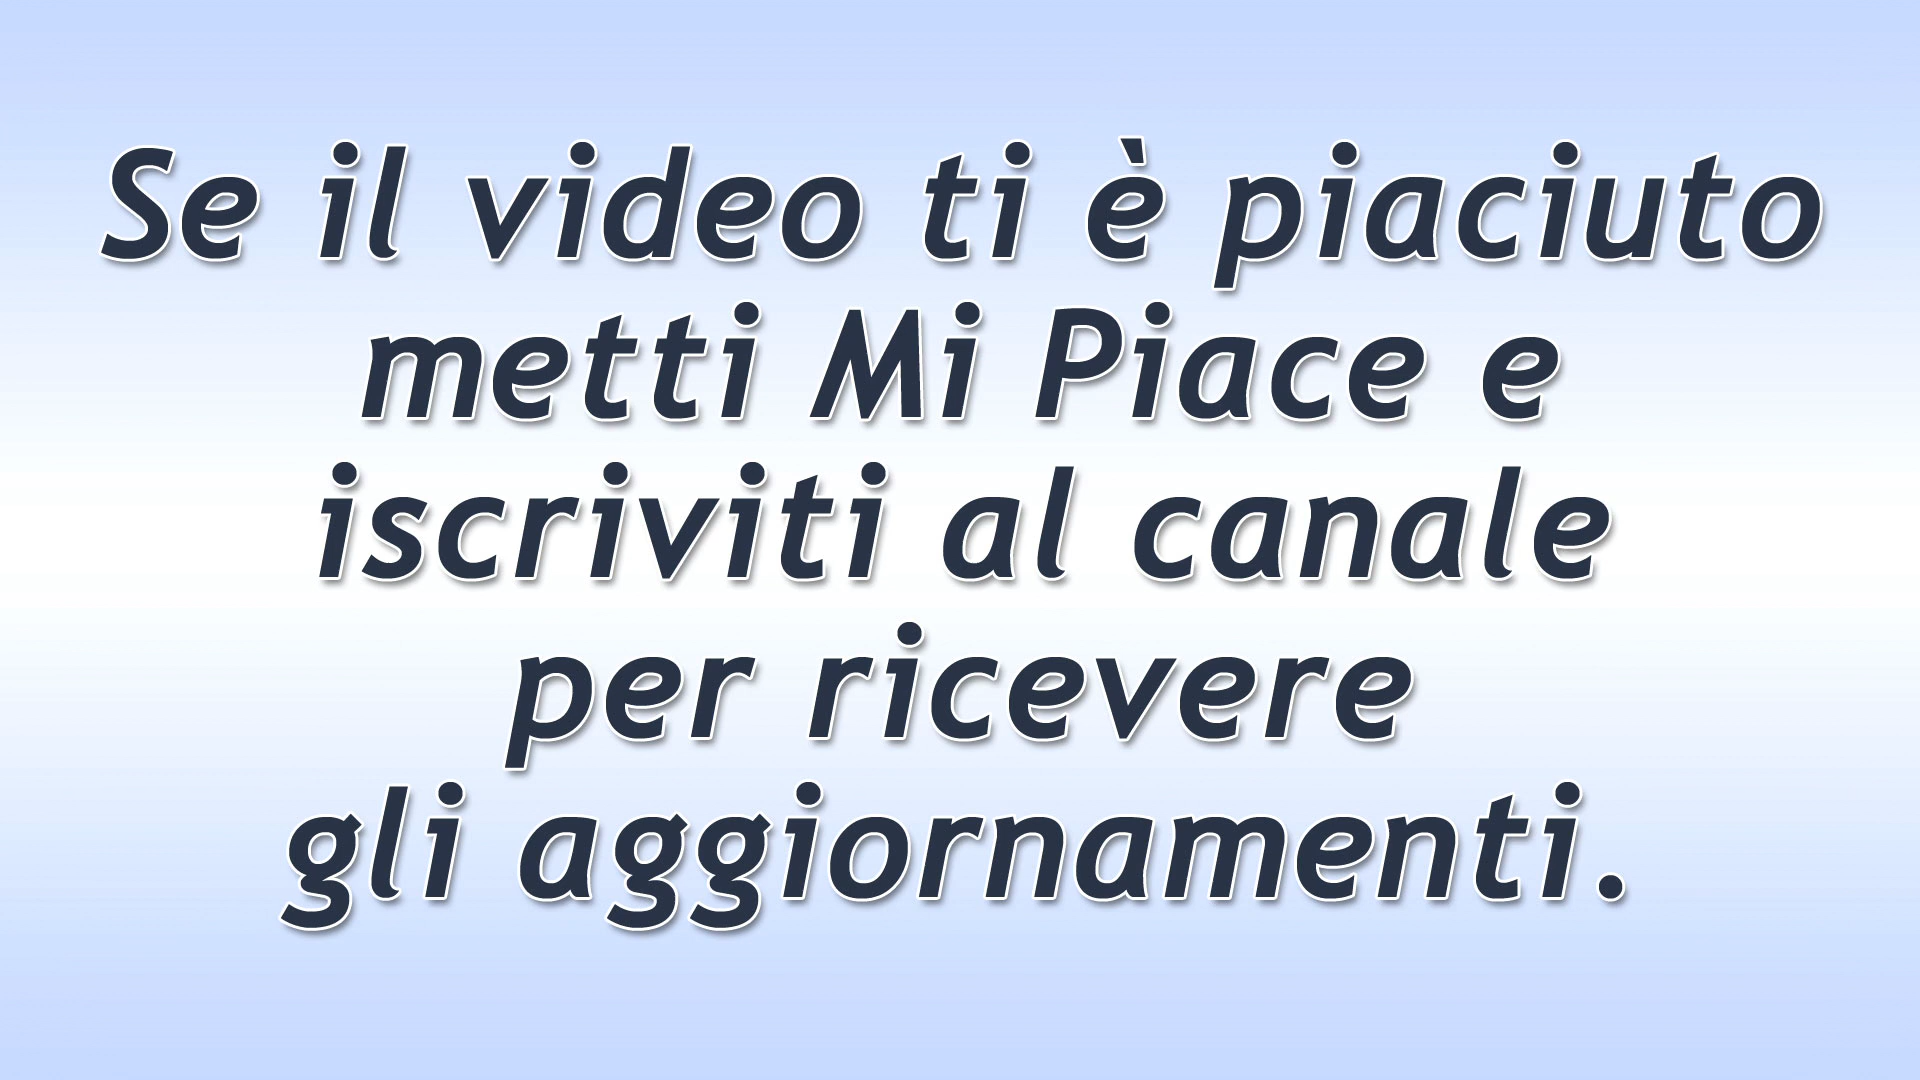 Se il video ti è piaciuto
metti Mi Piace e
iscriviti al canale
per ricevere
gli aggiornamenti.